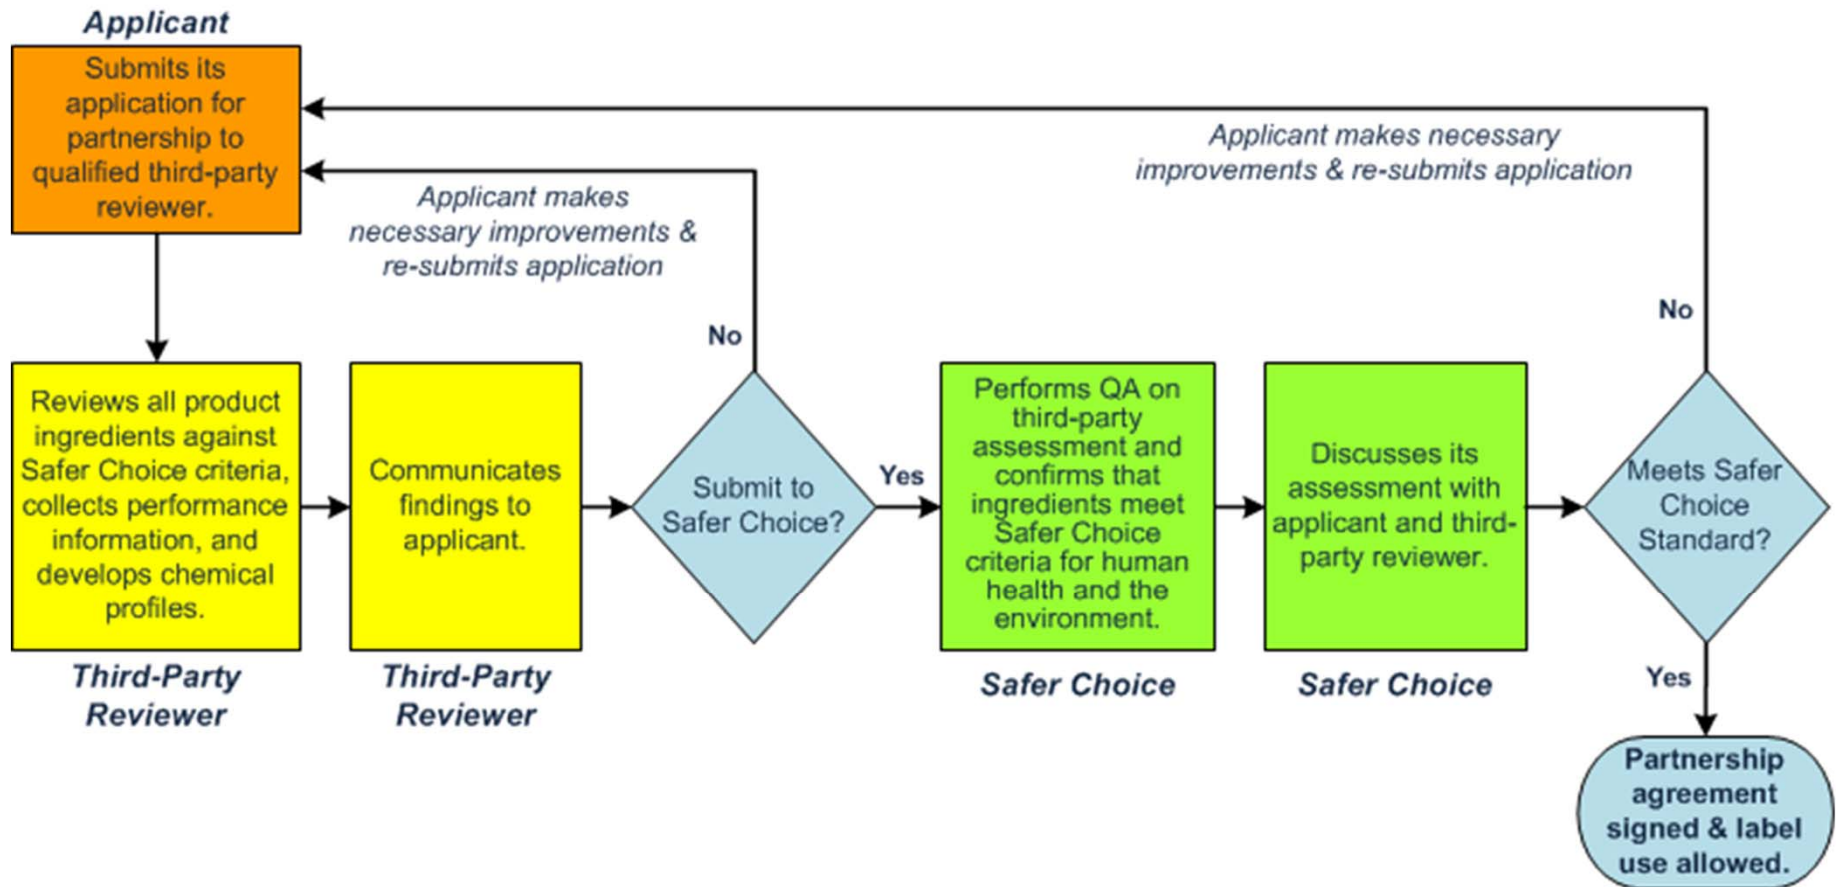 Applicant
Submits its
application for
partnership to
qualified third-party
reviewer.
Applicant makes necessary
improvements & re-submits application
Applicant makes
necessary improvements &
re-submits application
No
No
Reviews all product
ingredients against
Safer Choice criteria,
collects performance
information, and
develops chemical
profiles.
Third-Party
Reviewer
Communicates
findings to
applicant.
Third-Party
Reviewer
Submit to
Safer Choice?
Yes
Performs QA on
third-party
assessment and
confirms that
ingredients meet
Safer Choice
criteria for human
health and the
environment.
Safer Choice
Discusses its
assessment with
applicant and third-
party reviewer.
Safer Choice
Meets Safer
Choice
Standard?
Yes
Partnership
agreement
signed & label
use allowed.